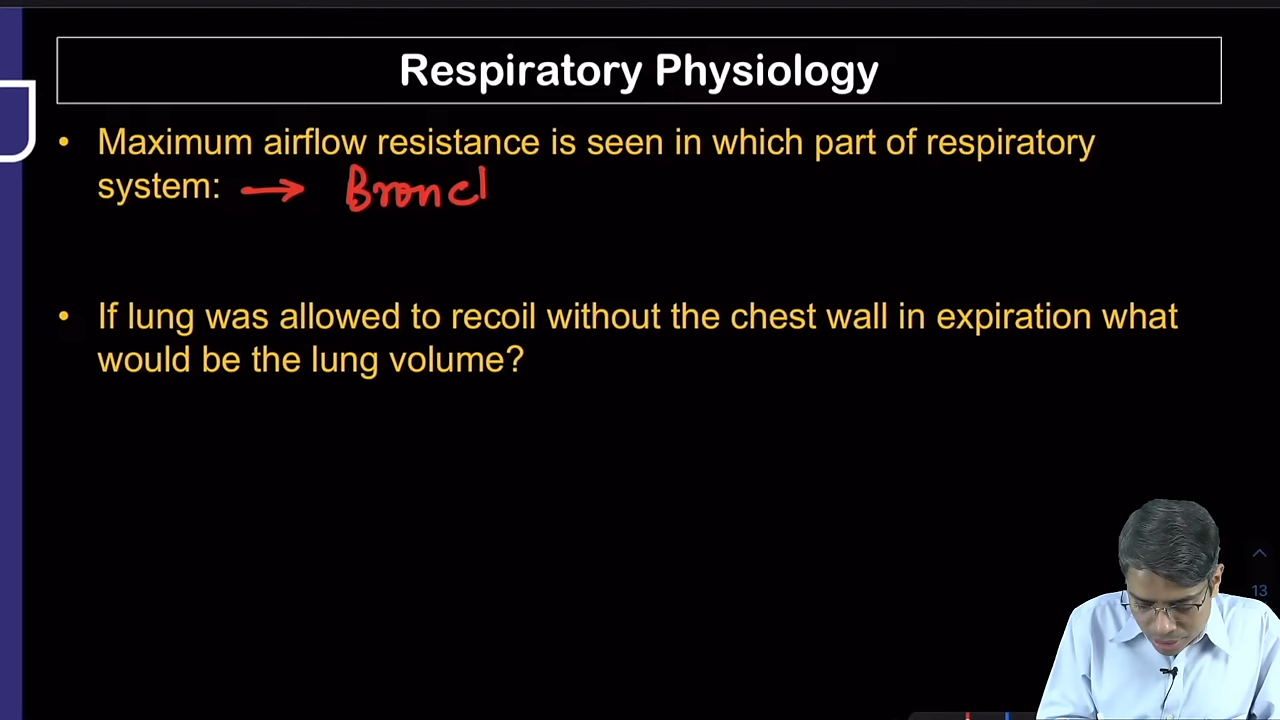 Respiratory Physiology
• Maximum airflow resistance is seen in which part of respiratory
system: → Broncl
• If lung was allowed to recoil without the chest wall in expiration what
would be the lung volume?
13